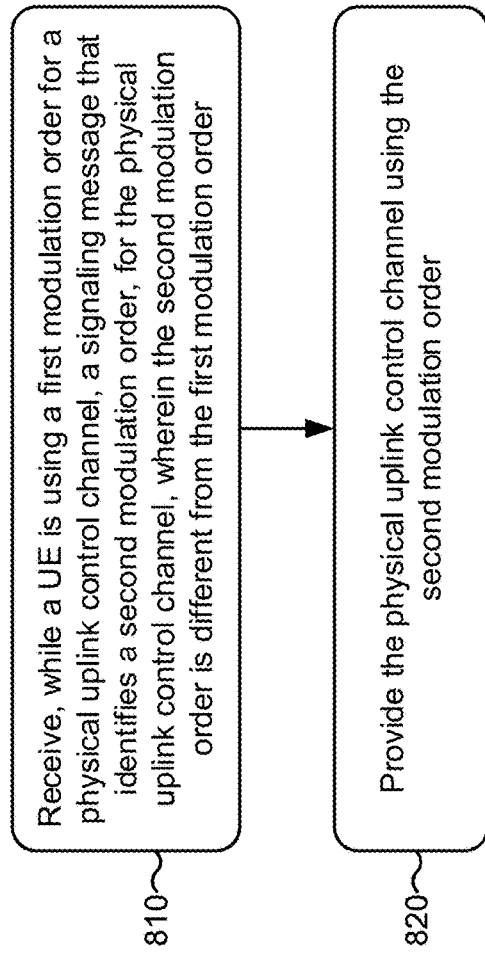 810
Receive, while a UE is using a first modulation order for a
physical uplink control channel, a signaling message that
identifies a second modulation order, for the physical
uplink control channel, wherein the second modulation
order is different from the first modulation order
820
Provide the physical uplink control channel using the
second modulation order